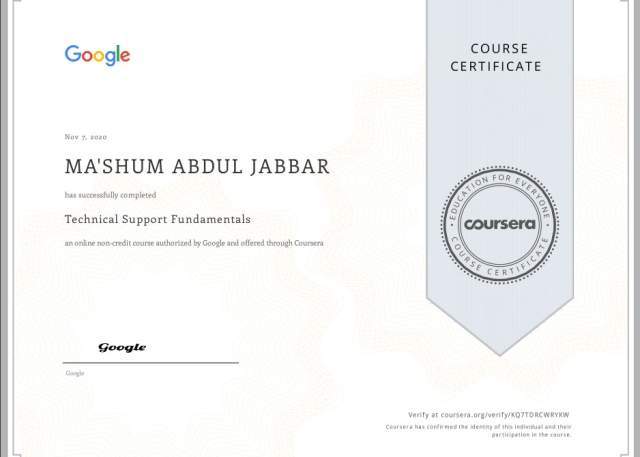 Google
COURSE
CERTIFICATE
Nov 7, 2020
MA'SHUM ABDUL JABBAR
has successfully completed
Technical Support Fundamentals
an online non-credit course authorized by Google and offered through Coursera
EDUCATION FOR EVERYONE
coursera
COURSE CERTIFICATE
Google
Google
Verify at coursera.org/verify/KQ7TDRCWRYKW
Coursera has confirmed the identity of this individual and their
participation in the course.